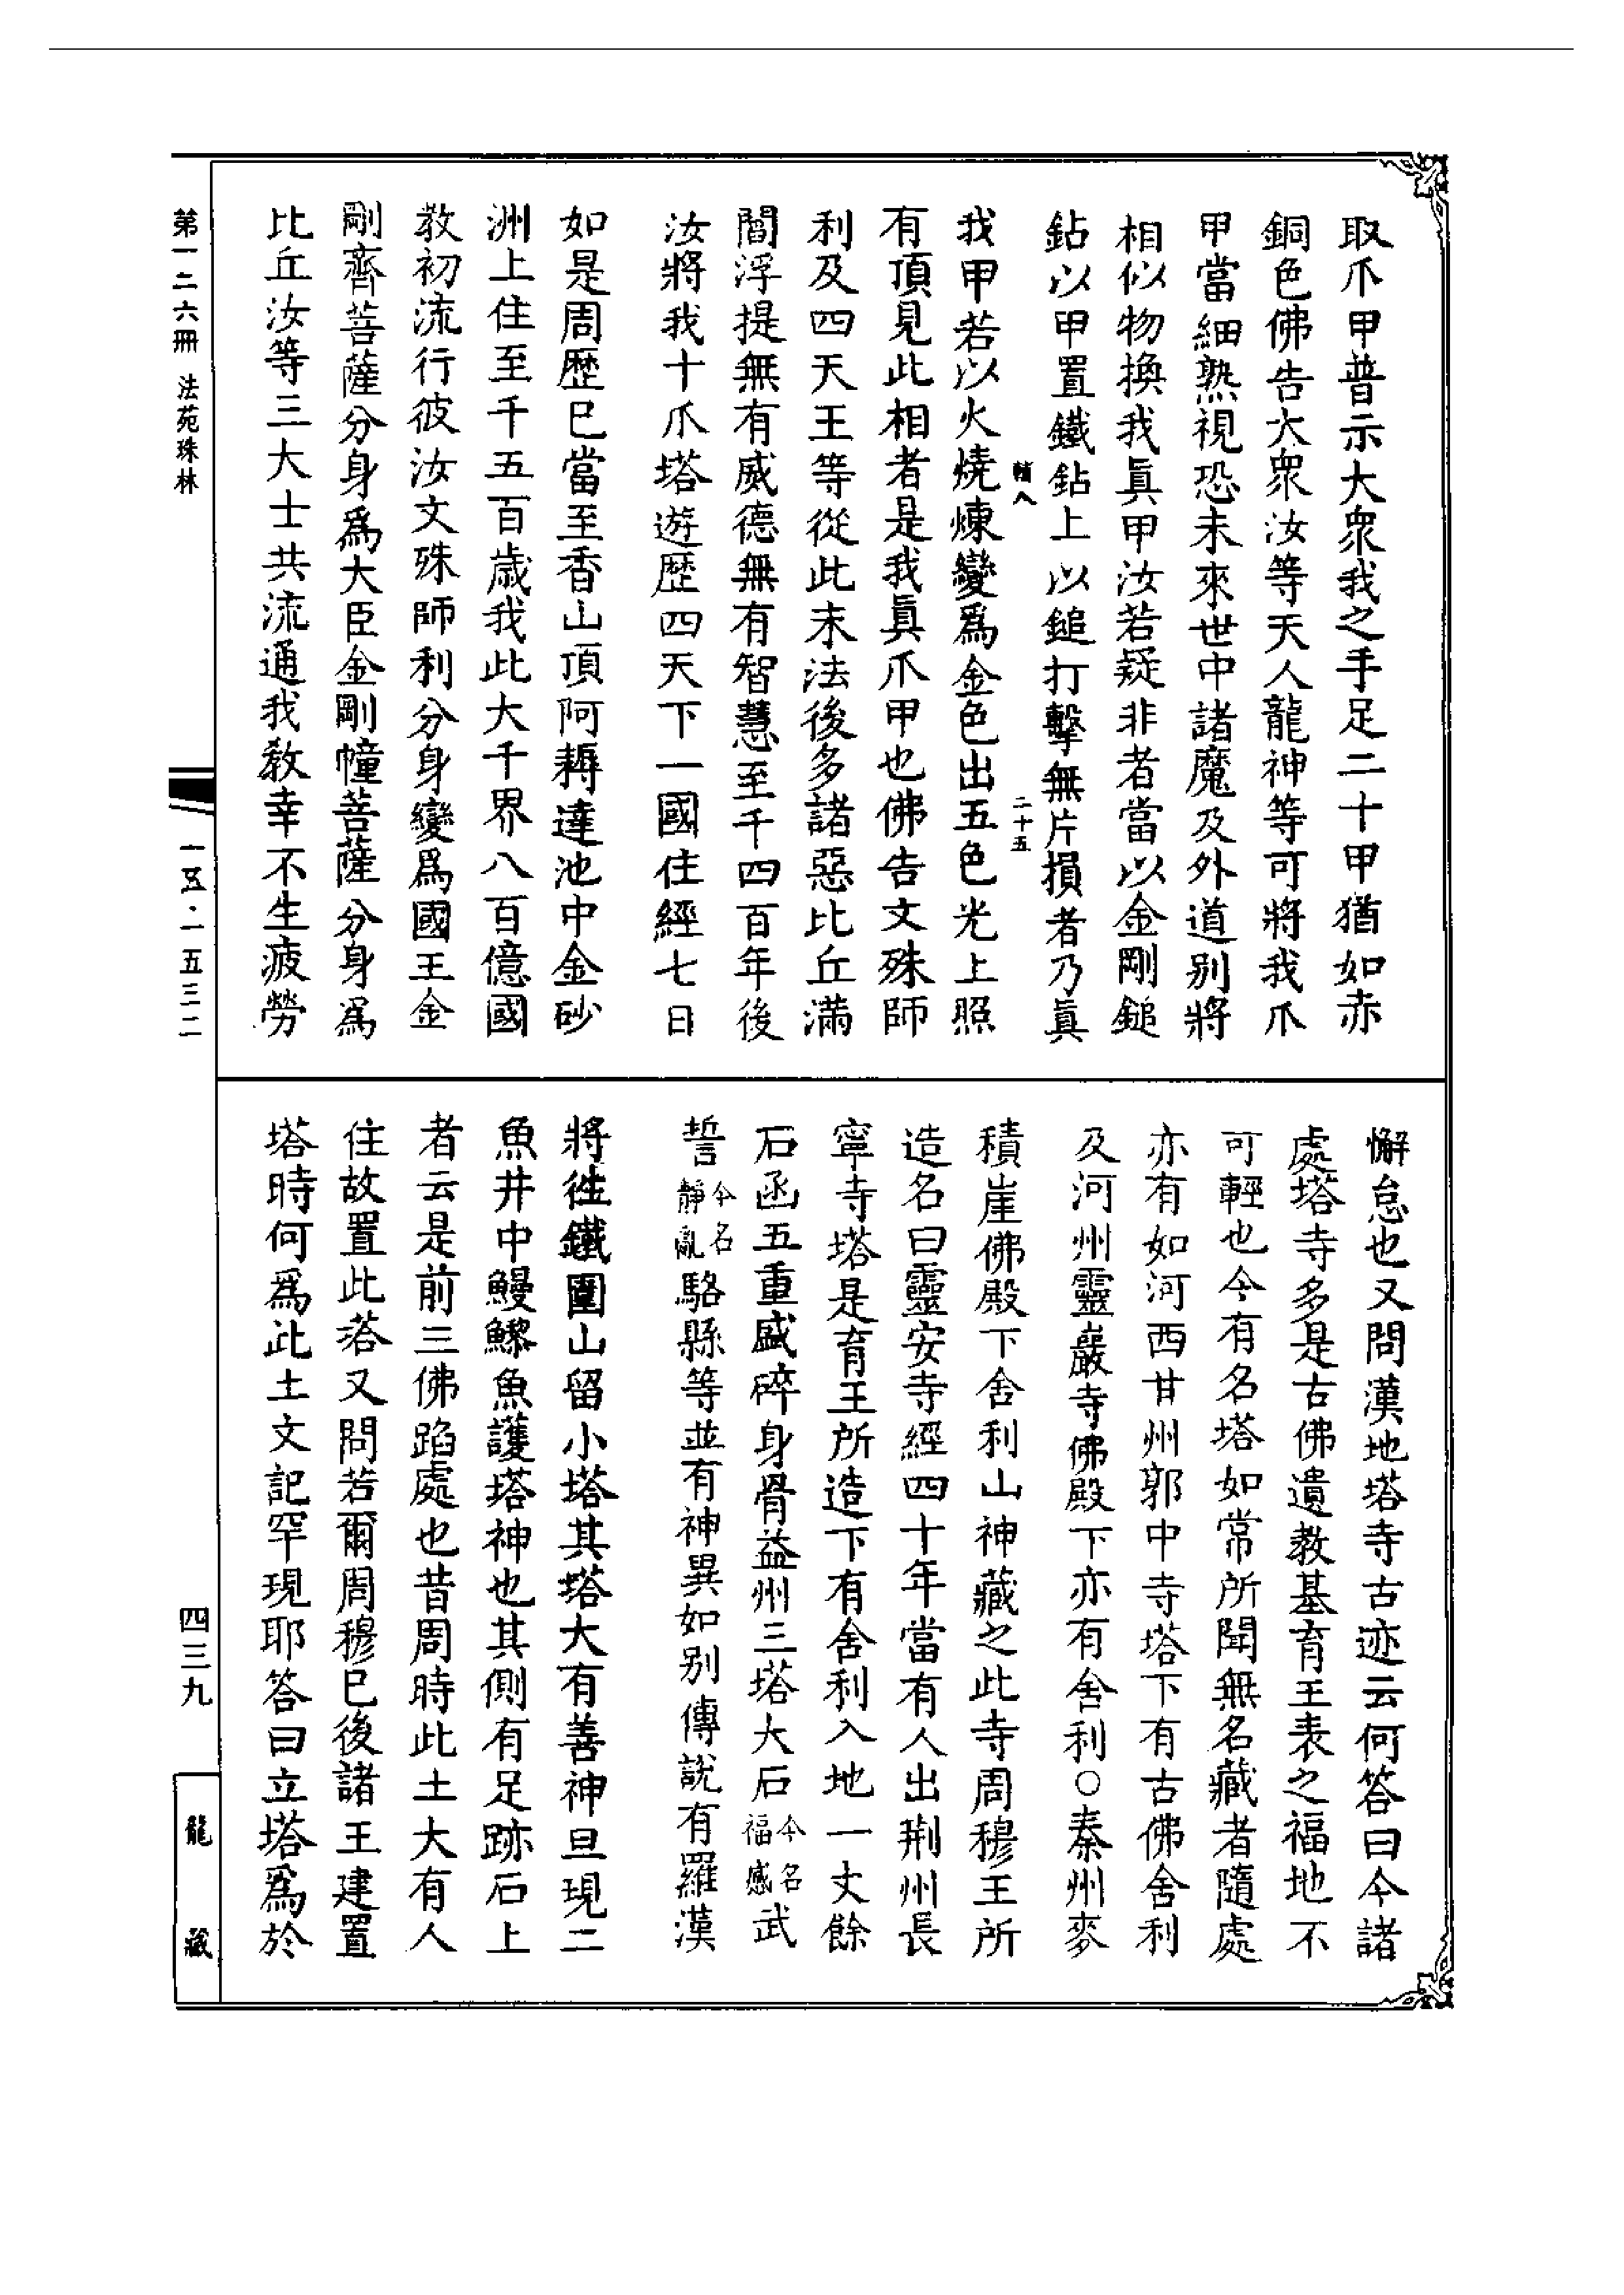 取爪甲普示大眾我之手足二十甲猶如赤
銅色佛告大眾汝等天人龍神等可將我爪
甲當細熟視恐未來世中諸魔及外道別將
相似物換我真甲汝若疑非者當以金剛鎚
鈷以甲置鐵鈷上以鎚打擊無片損者乃真
輔八 二十五
我甲若以火燒煉變為金色出五色光上照
有頂見此相者是我真爪甲也佛告文殊師
利及四天王等從此末法後多諸惡比丘滿
閻浮提無有威德無有智慧至千四百年後
汝將我十爪塔遊歷四天下一國住經七日
如是周歷已當至香山頂阿耨達池中金砂
洲上住至千五百歲我此大千界八百億國
教初流行彼汝文殊師利分身變為國王金
剛齊菩薩分身為大臣金剛幢菩薩分身為
比丘汝等三大士共流通我教幸不生疲勞
懈怠也又問漢地塔寺古迹云何答曰今諸
處塔寺多是古佛遺教基育王表之福地不
可輕也今有名塔如常所聞無名藏者隨處
亦有如河西甘州郭中寺塔下有古佛舍利
及河州靈巖寺佛殿下亦有舍利○秦州麥
積崖佛殿下舍利山神藏之此寺周穆王所
造名曰靈安寺經四十年當有人出荆州長
寧寺塔是育王所造下有舍利入地一丈餘
石函五重盛碎身骨益州三塔大石今名福感武
誓今名靜亂駱縣等並有神異如別傳說有羅漢
將往鐵圍山留小塔其塔大有善神旦現二
魚井中鰻鱺魚護塔神也其側有足跡石上
者云是前三佛蹈處也昔周時此土大有人
住故置此塔又問若爾周穆已後諸王建置
塔時何為此土文記罕現耶答曰立塔為於
第一二六冊 法苑珠林
一五·一五三二
四三九
龍藏